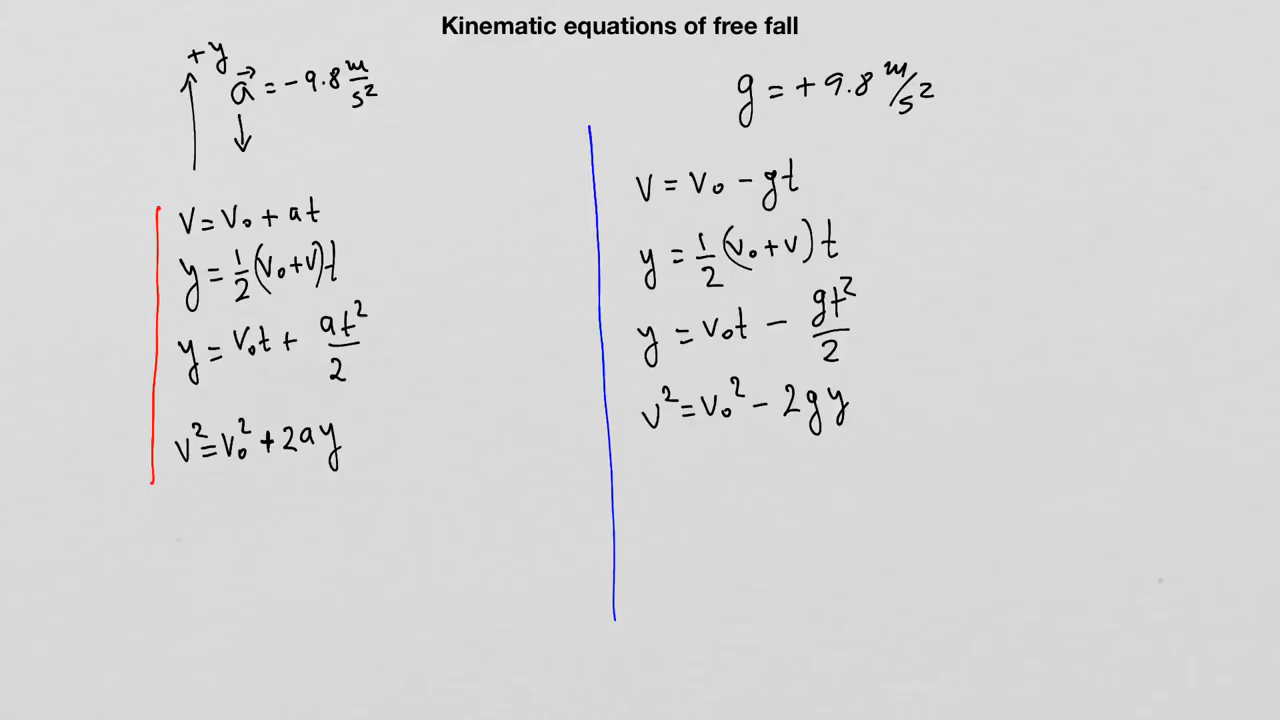 Kinematic equations of free fall
+y
a⃗ = -9.8 m/s²
v = v₀ + at
y = 1/2 (v₀+v)t
y = v₀t + at²/2
v² = v₀² + 2ay
g = +9.8 m/s²
v = v₀ - gt
y = 1/2 (v₀+v)t
y = v₀t - gt²/2
v² = v₀² - 2gy